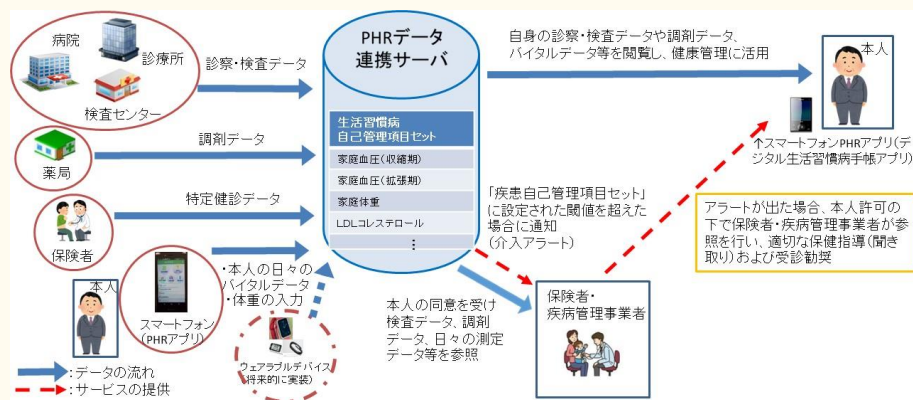 病院
診療所
検査センター
診察・検査データ
薬局
調剤データ
保険者
特定健診データ
本人
スマートフォン
(PHRアプリ)
・本人の日々の
バイタルデータ
・体重の入力
ウェアラブルデバイス
(将来的に実装)
PHRデータ
連携サーバ
生活習慣病
自己管理項目セット
家庭血圧(収縮期)
家庭血圧(拡張期)
家庭体重
LDLコレステロール
⋮
自身の診察・検査データや調剤データ、
バイタルデータ等を閲覧し、健康管理に活用
本人
↑スマートフォンPHRアプリ(デ
ジタル生活習慣病手帳アプリ)
「疾患自己管理項目セット」
に設定された閾値を超えた
場合に通知
(介入アラート)
アラートが出た場合、本人許可の
下で保険者・疾病管理事業者が参
照を行い、適切な保健指導(聞き
取り)および受診勧奨
本人の同意を受け
検査データ、調剤
データ、日々の測定
データ等を参照
保険者・
疾病管理事業者
:データの流れ
:サービスの提供